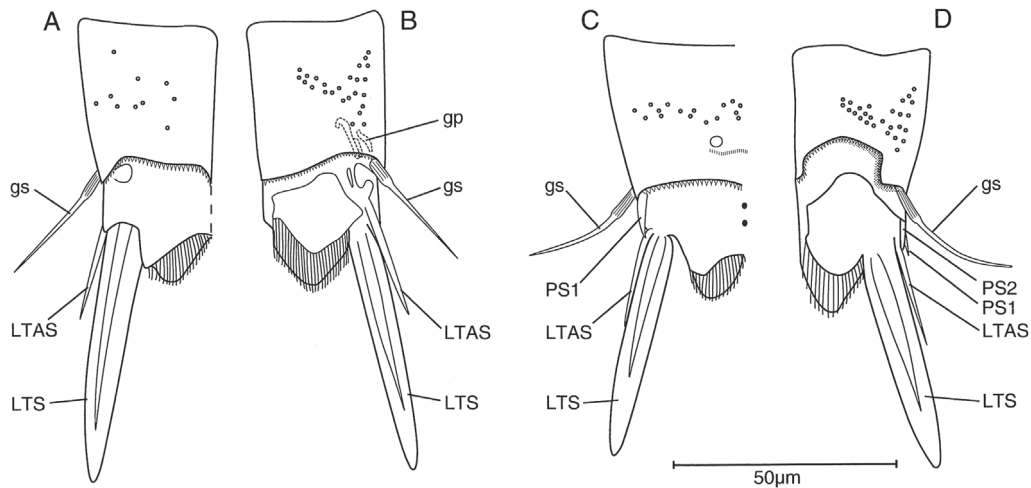 A
B
gp
gs
gs
LTAS
LTAS
LTS
LTS
C
D
gs
gs
PS1
PS2
PS1
LTAS
LTAS
LTS
LTS
50µm